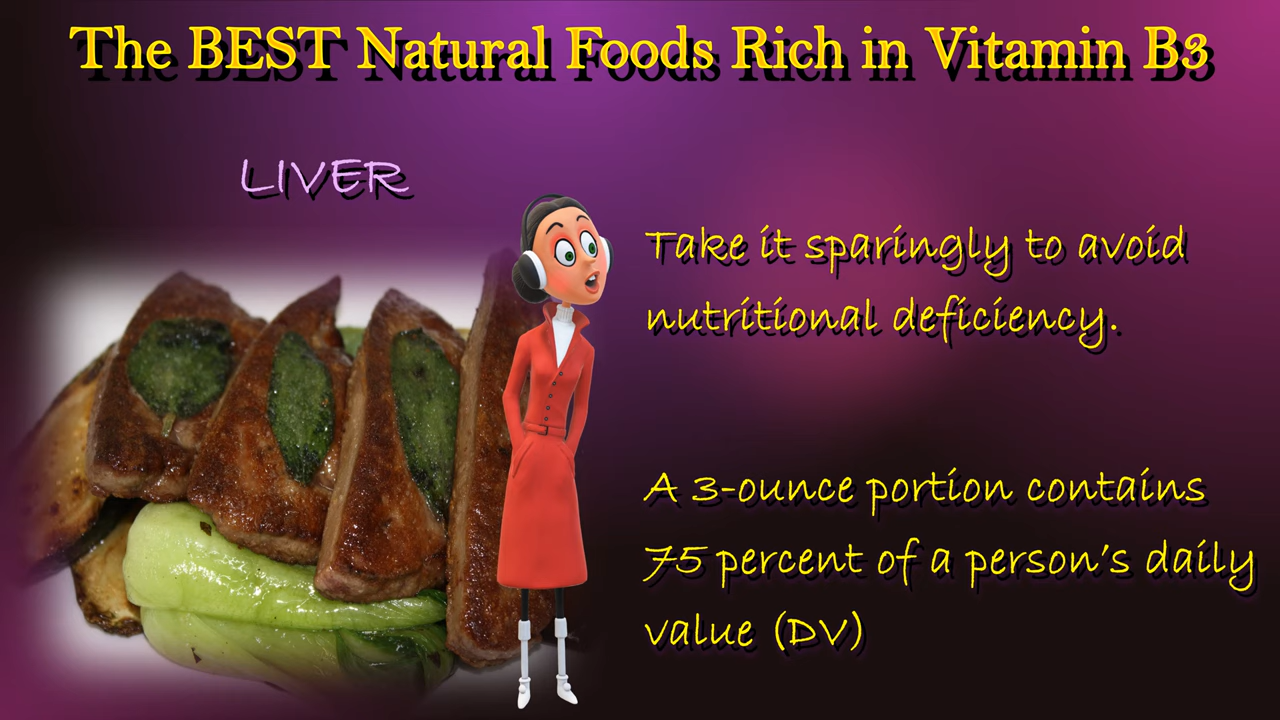 The BEST Natural Foods Rich in Vitamin B3
LIVER
Take it sparingly to avoid
nutritional deficiency.
A 3-ounce portion contains
75 percent of a person's daily
value (DV)